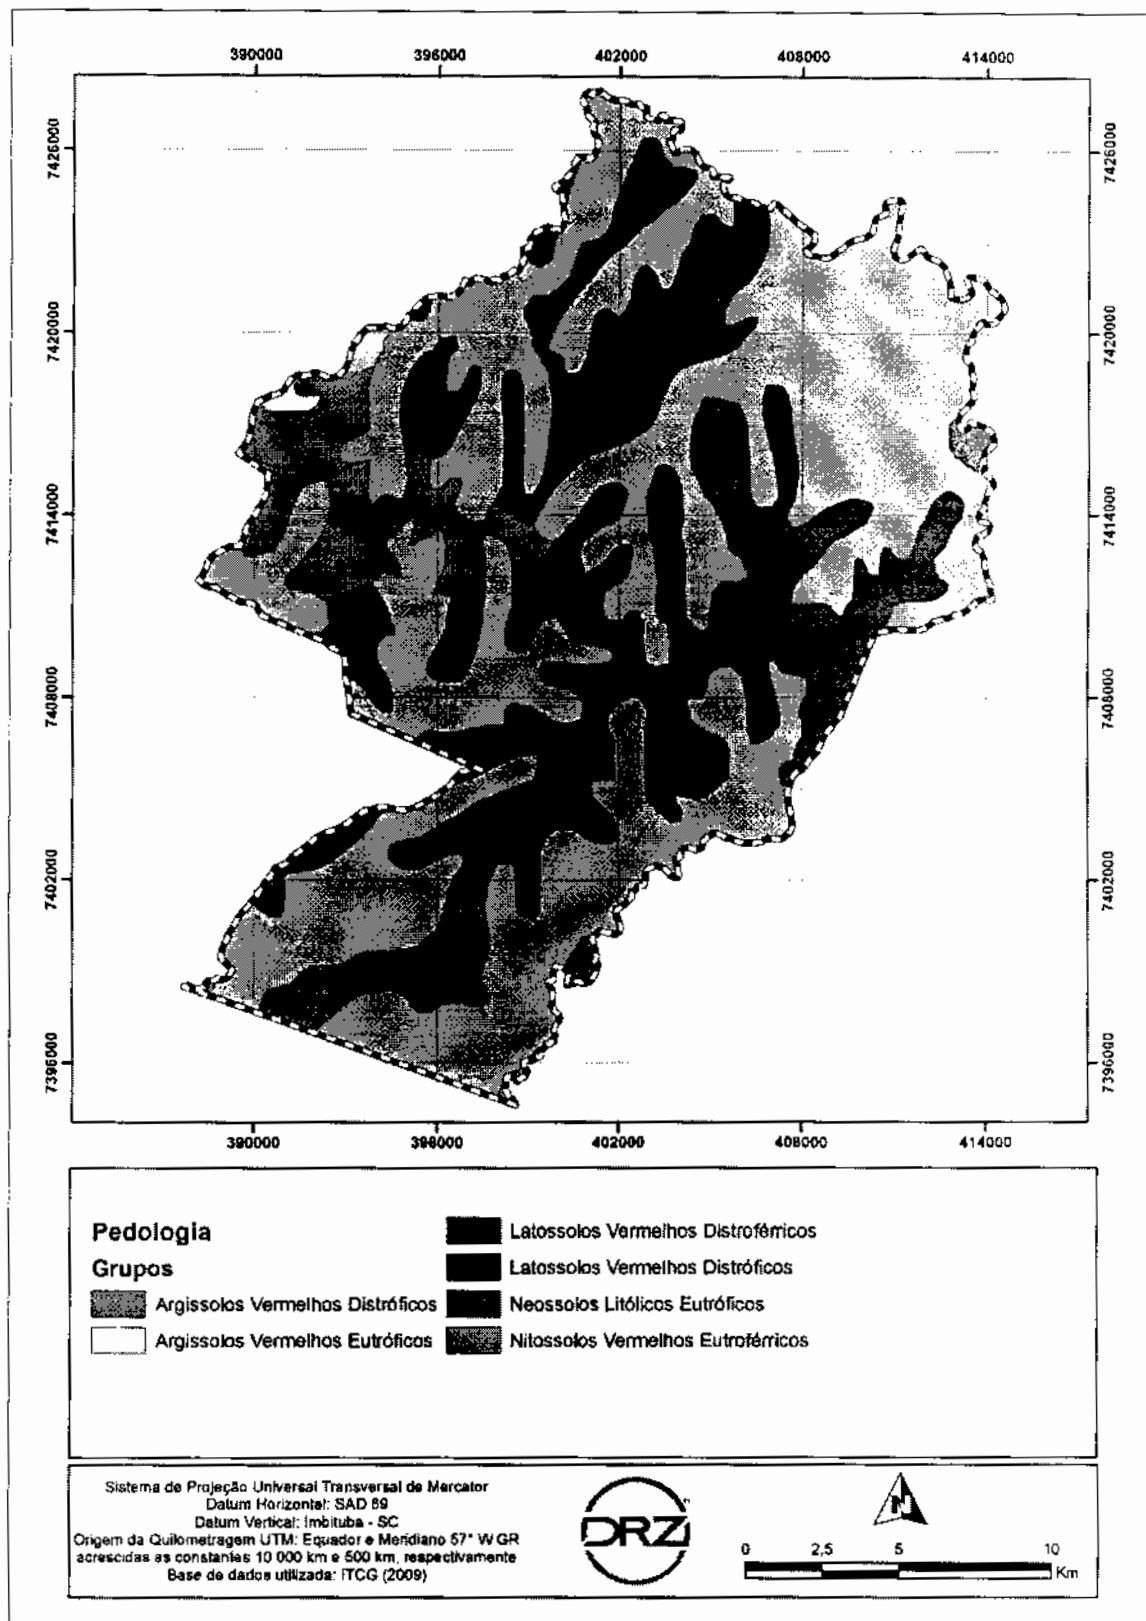 390000 396000 402000 408000 414000
7426000 7426000
7420000 7420000
7414000 7414000
7408000 7408000
7402000 7402000
7396000 7396000
390000 396000 402000 408000 414000
Pedologia
Grupos
Argissolos Vermelhos Distróficos
Argissolos Vermelhos Eutróficos
Latossolos Vermelhos Distroférricos
Latossolos Vermelhos Distróficos
Neossolos Litólicos Eutróficos
Nitossolos Vermelhos Eutroférricos
Sistema de Projeção Universal Transversal de Mercator
Datum Horizontal: SAD 69
Datum Vertical: Imbituba - SC
Origem da Quilometragem UTM: Equador e Meridiano 57° W GR
acrescidas as constantes 10 000 km e 500 km, respectivamente
Base de dados utilizada: ITCG (2009)
DRZ
N
0 2,5 5 10
Km